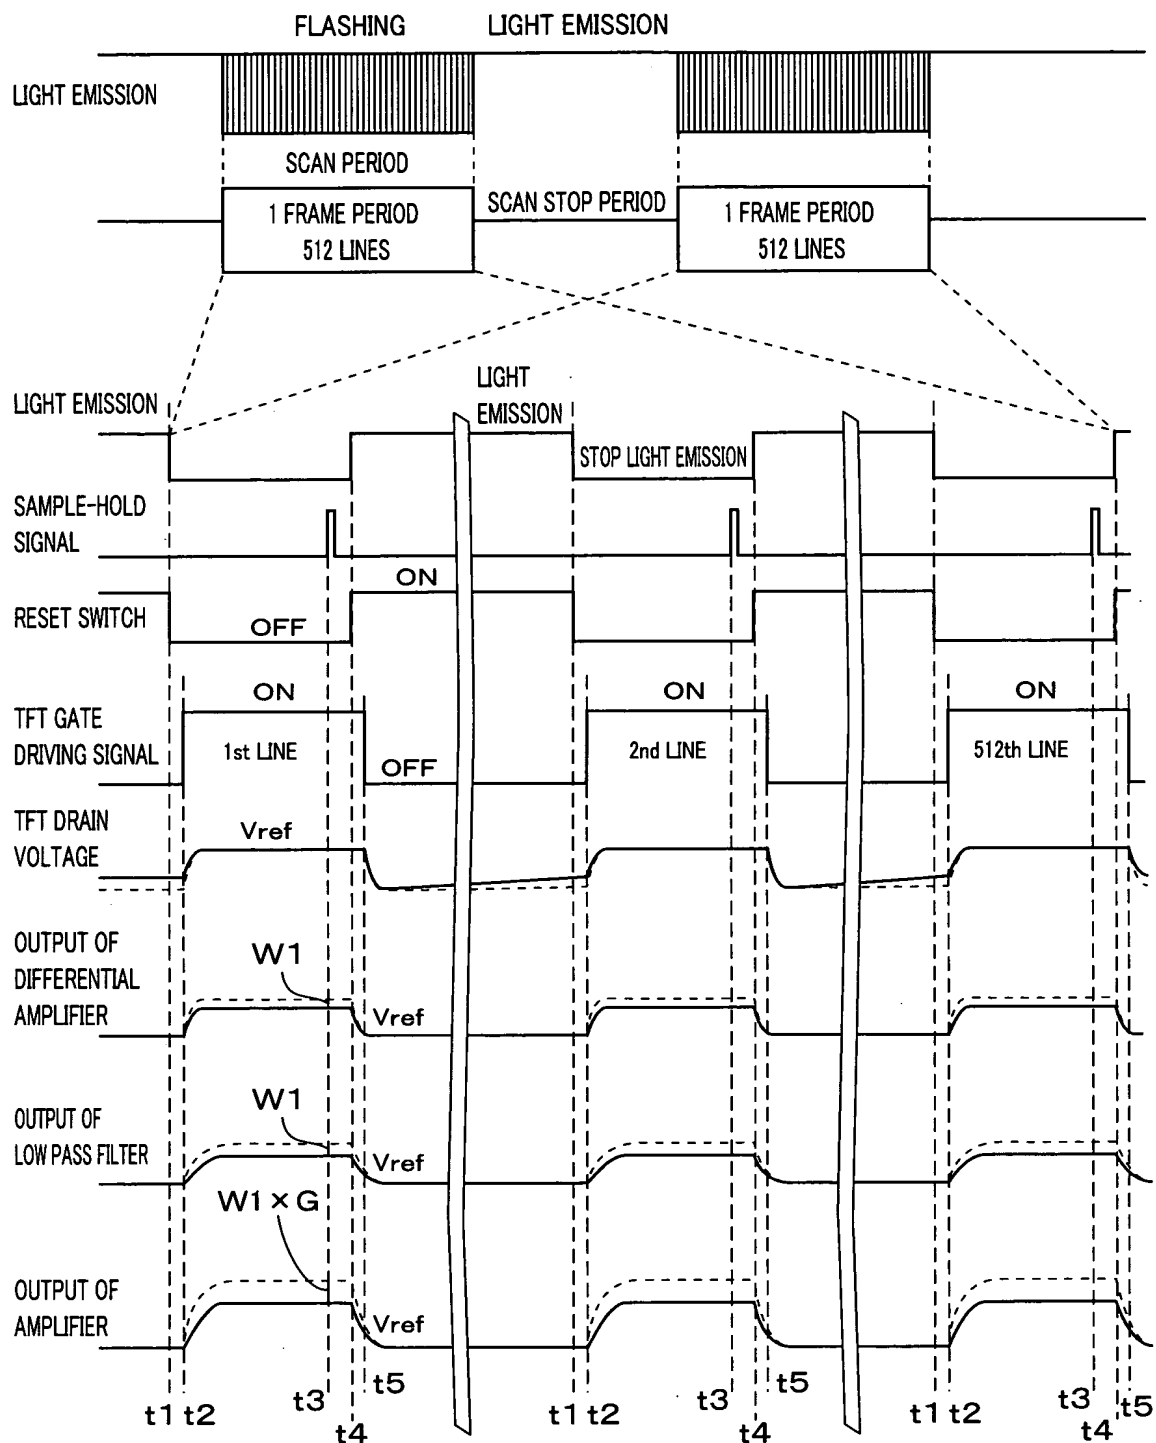 FLASHING LIGHT EMISSION
LIGHT EMISSION
SCAN PERIOD
1 FRAME PERIOD
512 LINES
SCAN STOP PERIOD
1 FRAME PERIOD
512 LINES
LIGHT EMISSION
LIGHT
EMISSION
STOP LIGHT EMISSION
SAMPLE-HOLD
SIGNAL
ON
RESET SWITCH
OFF
ON
ON
ON
TFT GATE
DRIVING SIGNAL
1st LINE
OFF
2nd LINE
512th LINE
TFT DRAIN
VOLTAGE
Vref
OUTPUT OF
DIFFERENTIAL
AMPLIFIER
W1
Vref
OUTPUT OF
LOW PASS FILTER
W1
Vref
W1×G
OUTPUT OF
AMPLIFIER
Vref
t1 t2 t3 t4 t5
t1 t2 t3 t4 t5
t1 t2 t3 t4 t5